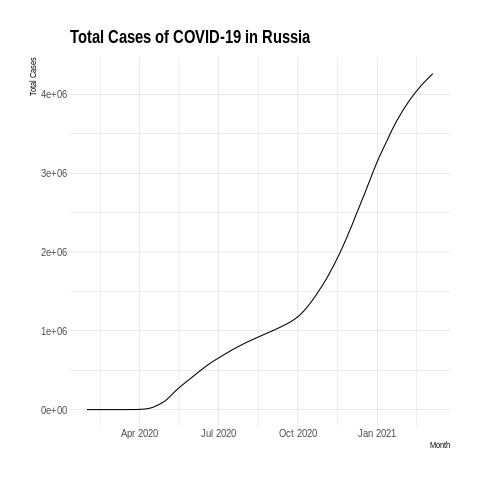 Total Cases of COVID-19 in Russia
Total Cases
4e+06
3e+06
2e+06
1e+06
0e+00
Apr 2020
Jul 2020
Oct 2020
Jan 2021
Month